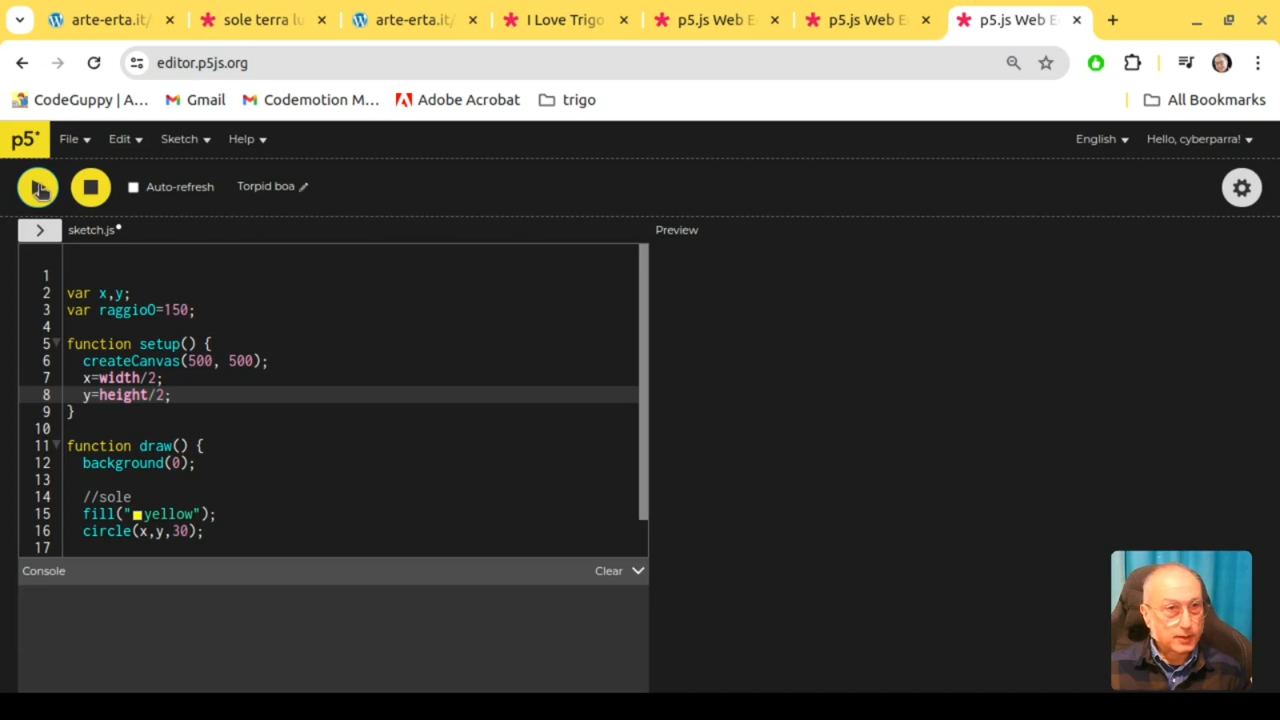 arte-erta.it/
sole terra lu
arte-erta.it/
I Love Trigo
p5.js Web E
p5.js Web E
p5.js Web E
editor.p5js.org
CodeGuppy | A...
Gmail
Codemotion M...
Adobe Acrobat
trigo
All Bookmarks
p5*
File
Edit
Sketch
Help
English
Hello, cyberparra!
Auto-refresh
Torpid boa
sketch.js
Preview
1
2 var x,y;
3 var raggioO=150;
4
5 function setup() {
6 createCanvas(500, 500);
7 x=width/2;
8 y=height/2;
9 }
10
11 function draw() {
12 background(0);
13
14 //sole
15 fill("yellow");
16 circle(x,y,30);
17
Console
Clear